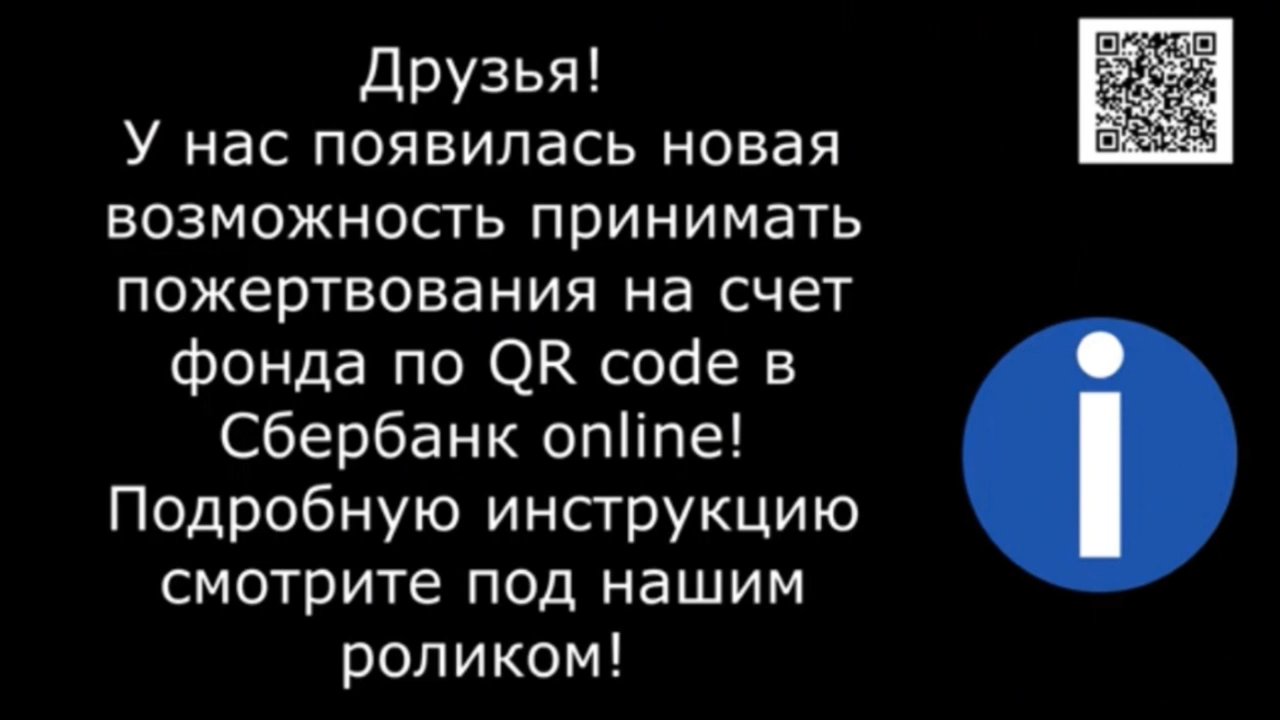 Друзья!
У нас появилась новая
возможность принимать
пожертвования на счет
фонда по QR code в
Сбербанк online!
Подробную инструкцию
смотрите под нашим
роликом!